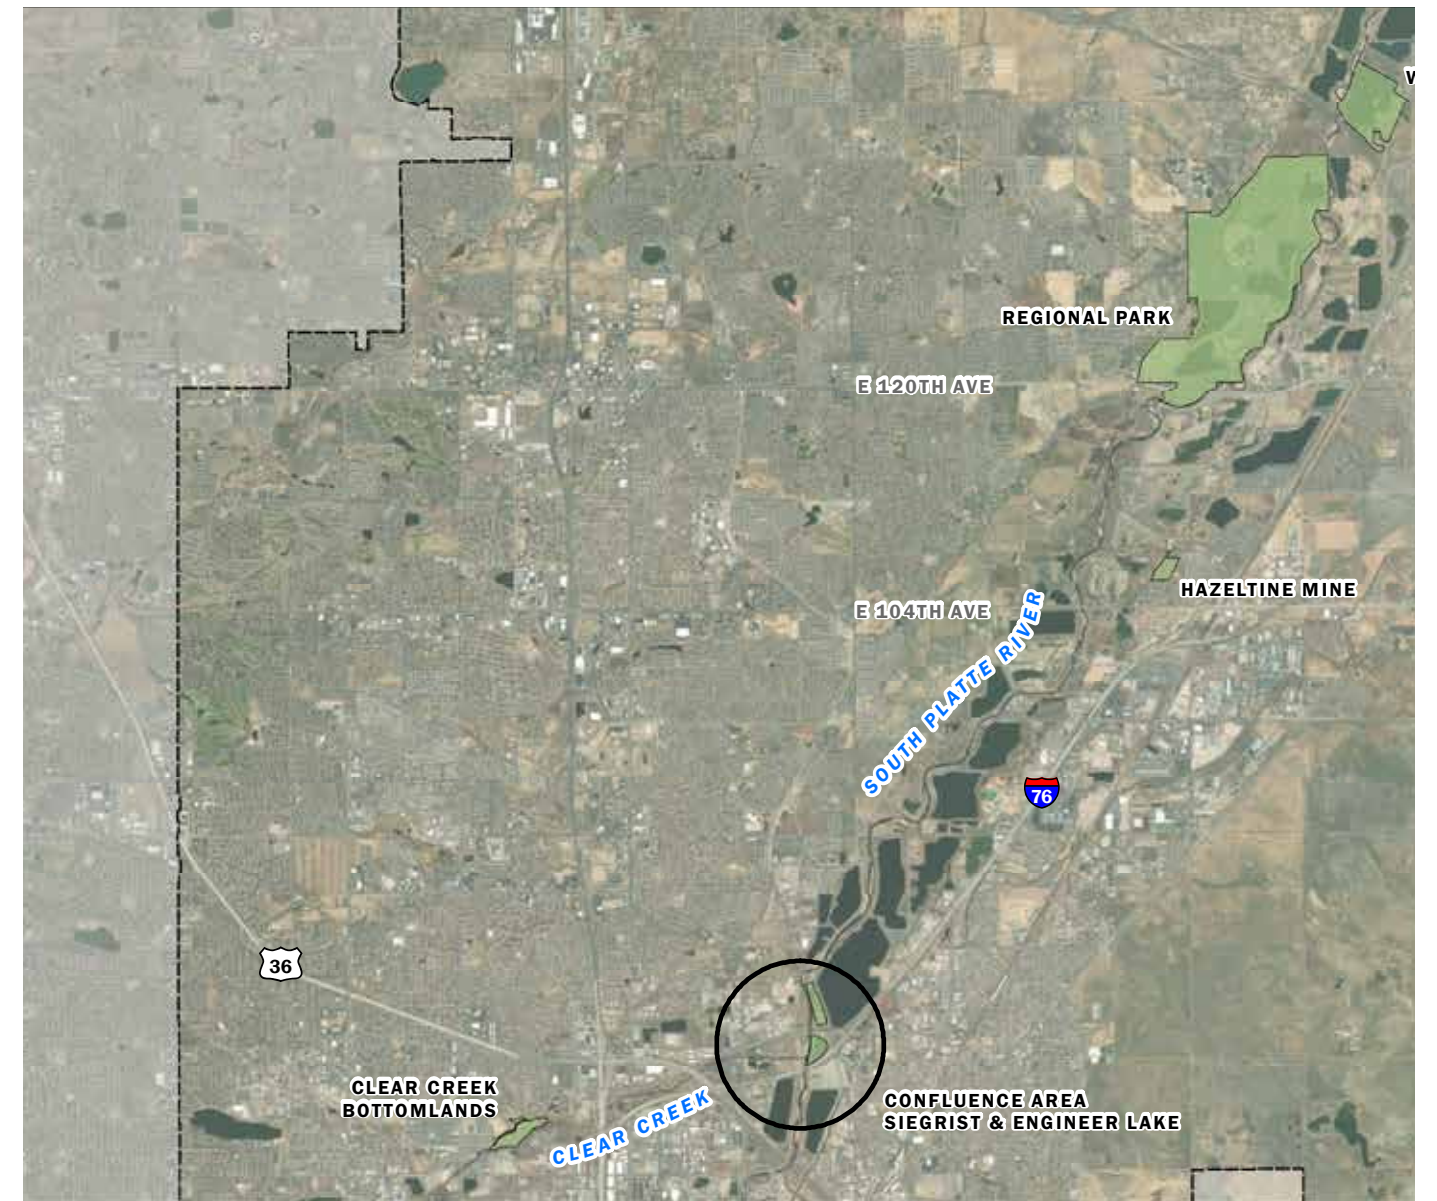 W
REGIONAL PARK
E 120TH AVE
HAZELTINE MINE
E 104TH AVE
SOUTH PLATTE RIVER
76
36
CLEAR CREEK
BOTTOMLANDS
CLEAR CREEK
CONFLUENCE AREA
SIEGRIST & ENGINEER LAKE